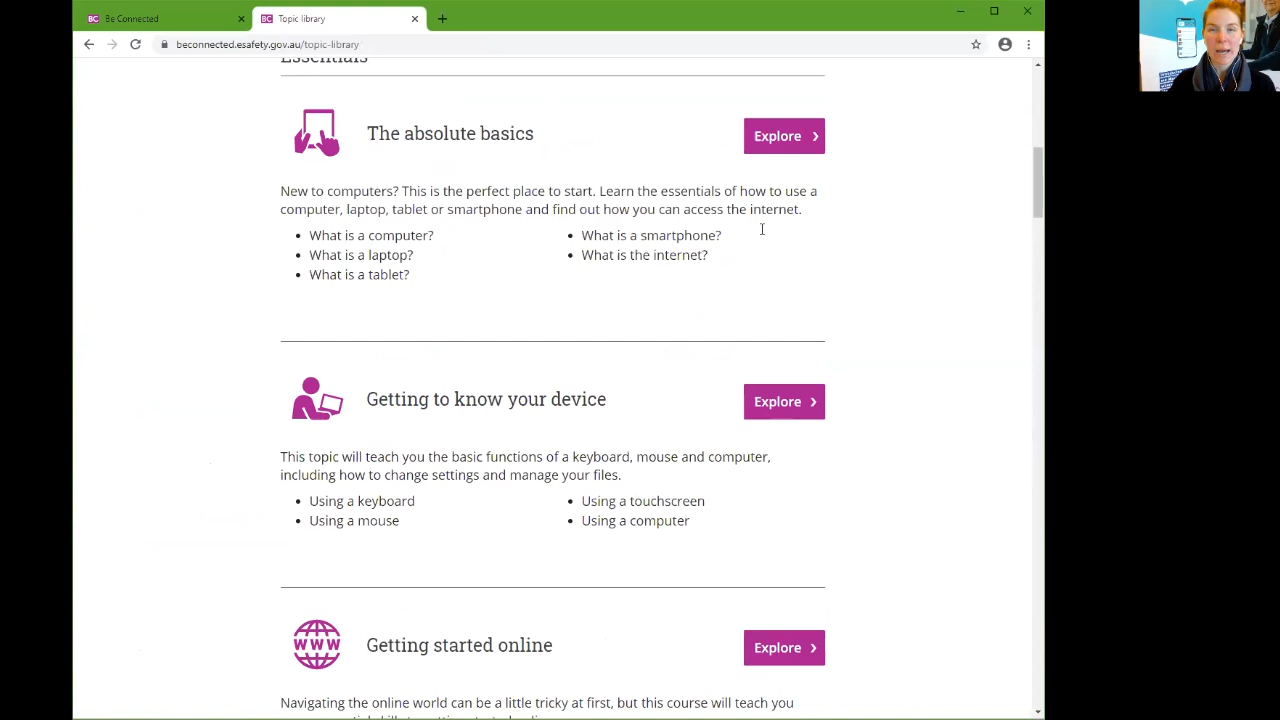 BC Be Connected
BC Topic library
beconnected.esafety.gov.au/topic-library
Essentials
The absolute basics
Explore
New to computers? This is the perfect place to start. Learn the essentials of how to use a
computer, laptop, tablet or smartphone and find out how you can access the internet.
What is a computer?
What is a laptop?
What is a tablet?
What is a smartphone?
What is the internet?
Getting to know your device
Explore
This topic will teach you the basic functions of a keyboard, mouse and computer,
including how to change settings and manage your files.
Using a keyboard
Using a mouse
Using a touchscreen
Using a computer
WWW
Getting started online
Explore
Navigating the online world can be a little tricky at first, but this course will teach you